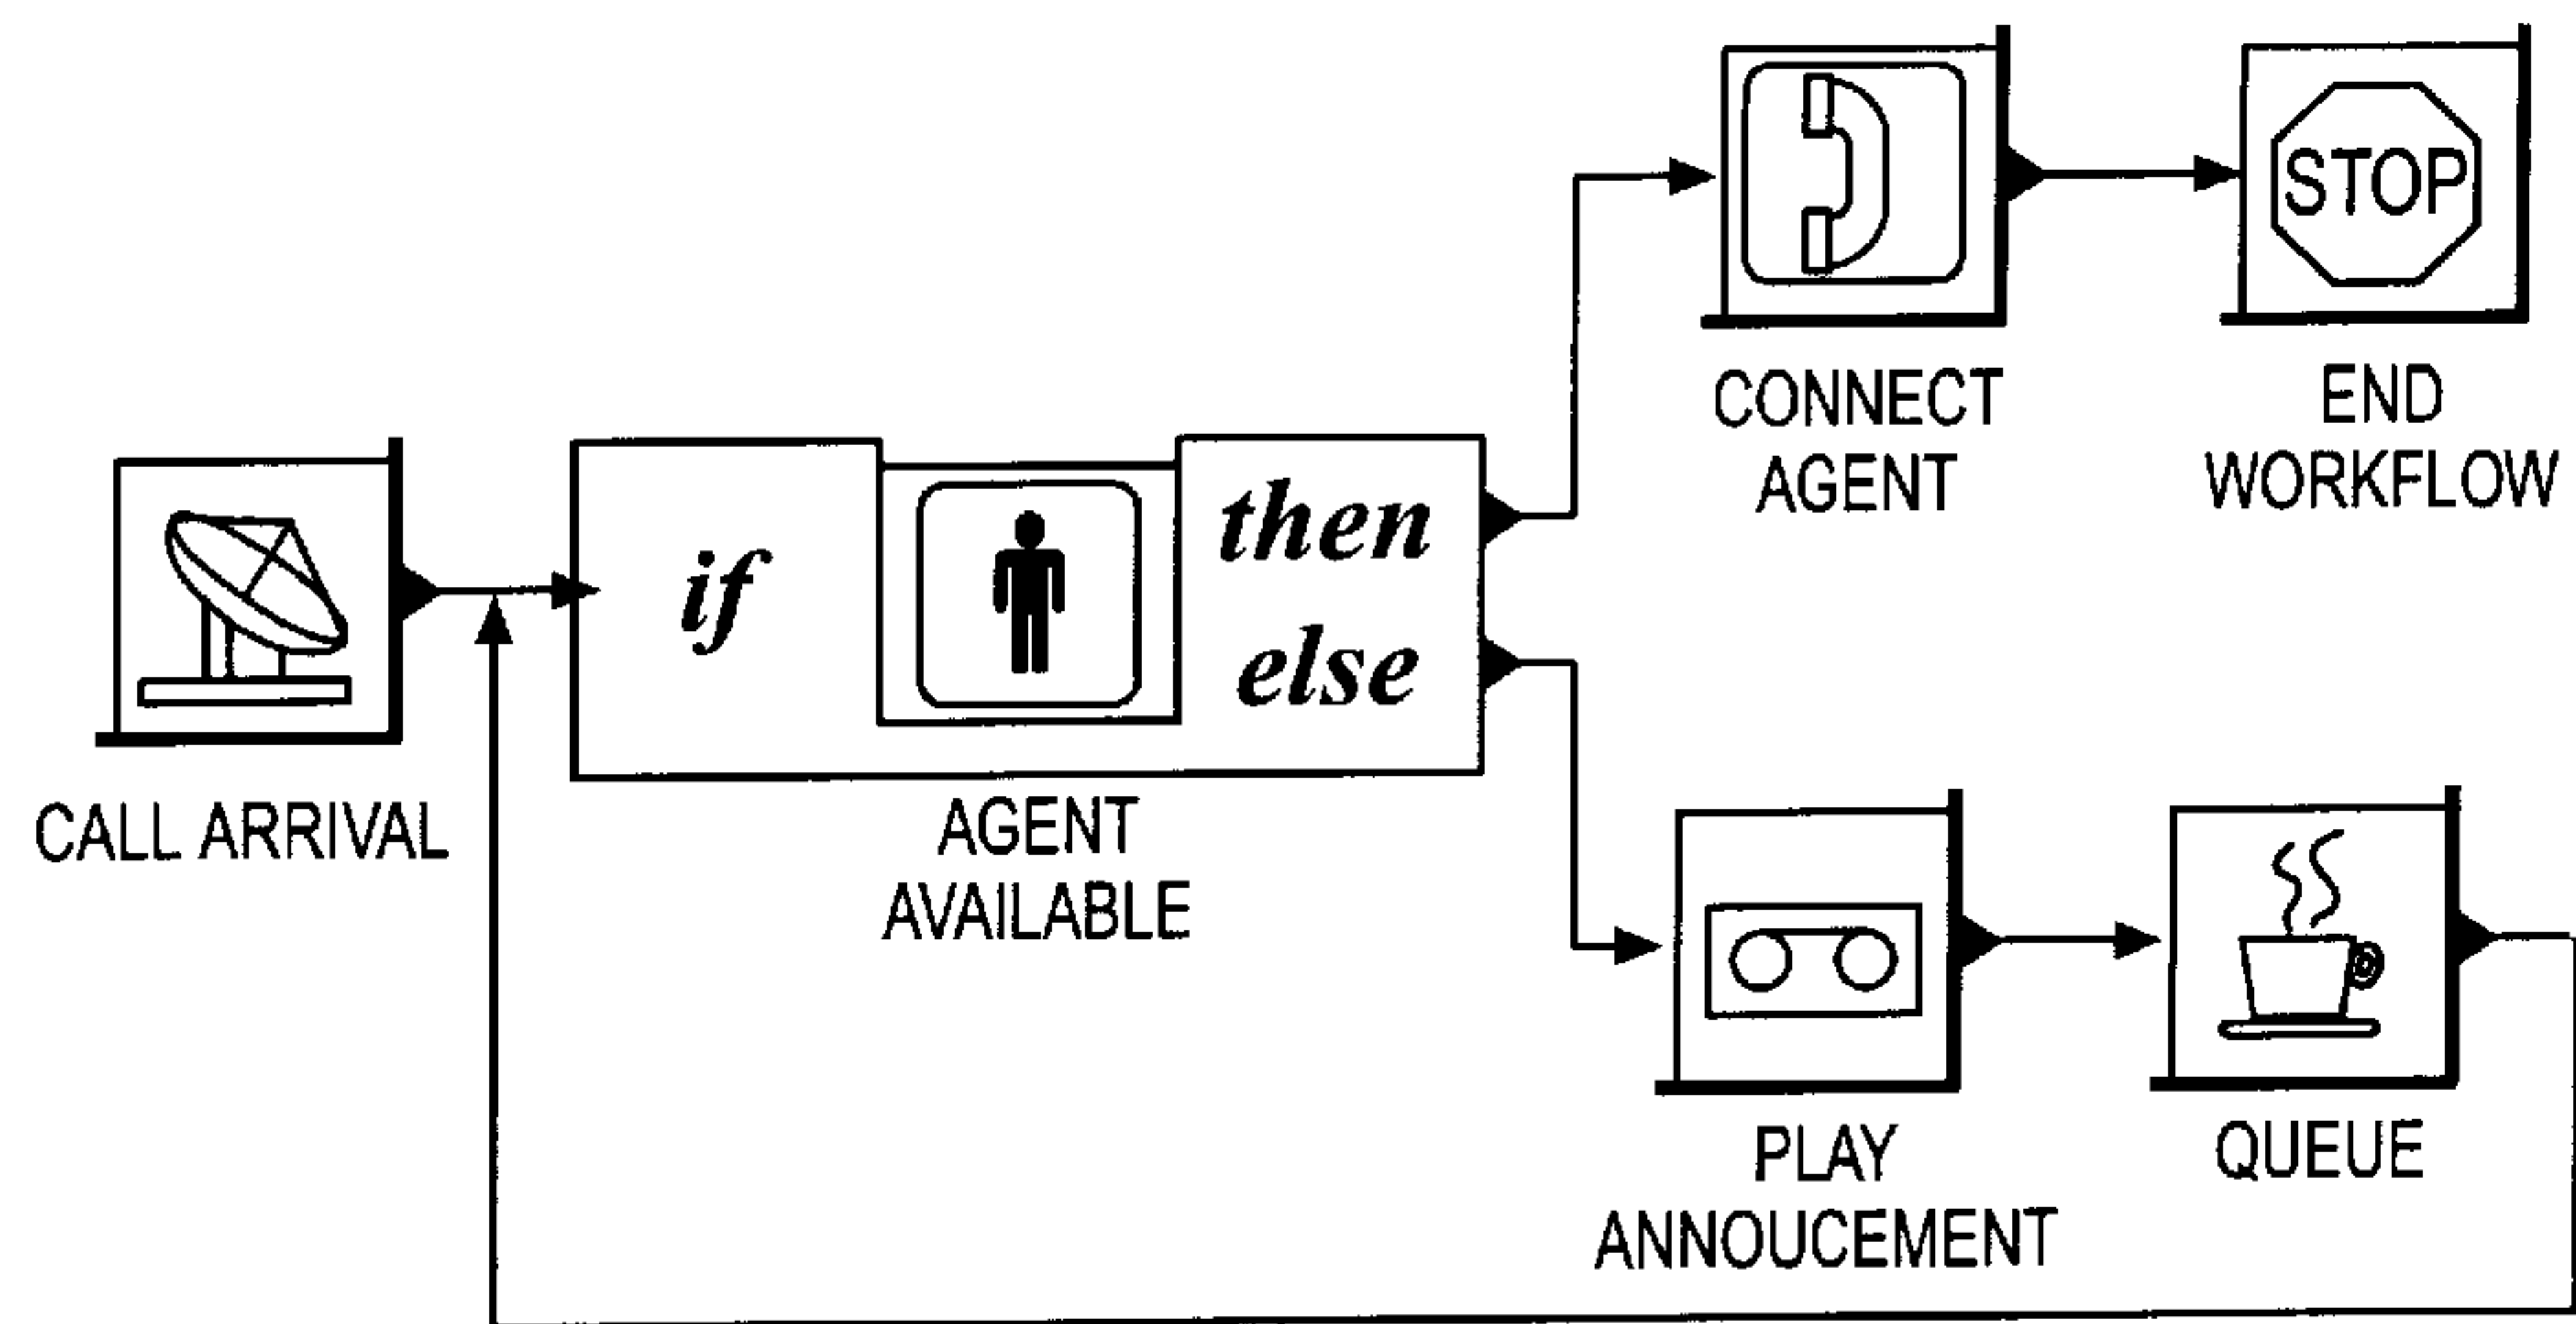 CALL ARRIVAL
if
then
else
AGENT
AVAILABLE
CONNECT
AGENT
STOP
END
WORKFLOW
PLAY
ANNOUCEMENT
QUEUE